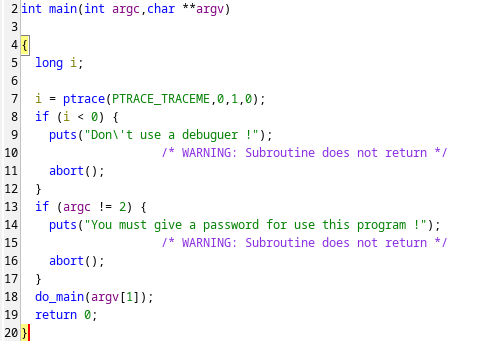 2 int main(int argc,char **argv)
3
4 {
5 long i;
6
7 i = ptrace(PTRACE_TRACEME,0,1,0);
8 if (i < 0) {
9 puts("Don\'t use a debuguer !");
10 /* WARNING: Subroutine does not return */
11 abort();
12 }
13 if (argc != 2) {
14 puts("You must give a password for use this program !");
15 /* WARNING: Subroutine does not return */
16 abort();
17 }
18 do_main(argv[1]);
19 return 0;
20 }